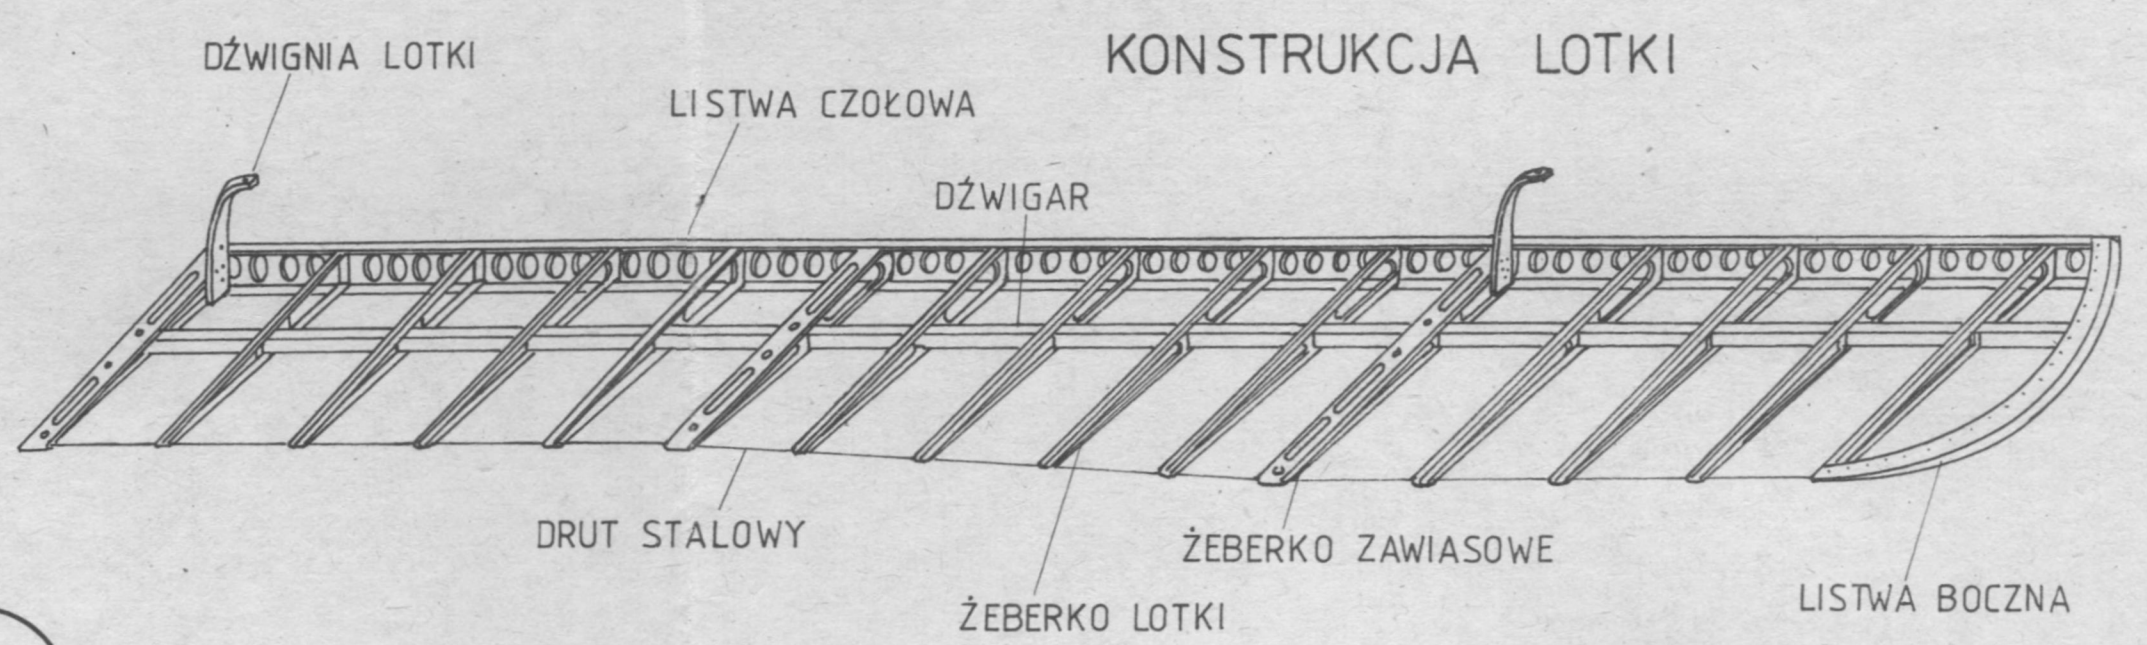 KONSTRUKCJA LOTKI
DŹWIGNIA LOTKI
LISTWA CZOŁOWA
DŹWIGAR
DRUT STALOWY
ŻEBERKO ZAWIASOWE
ŻEBERKO LOTKI
LISTWA BOCZNA